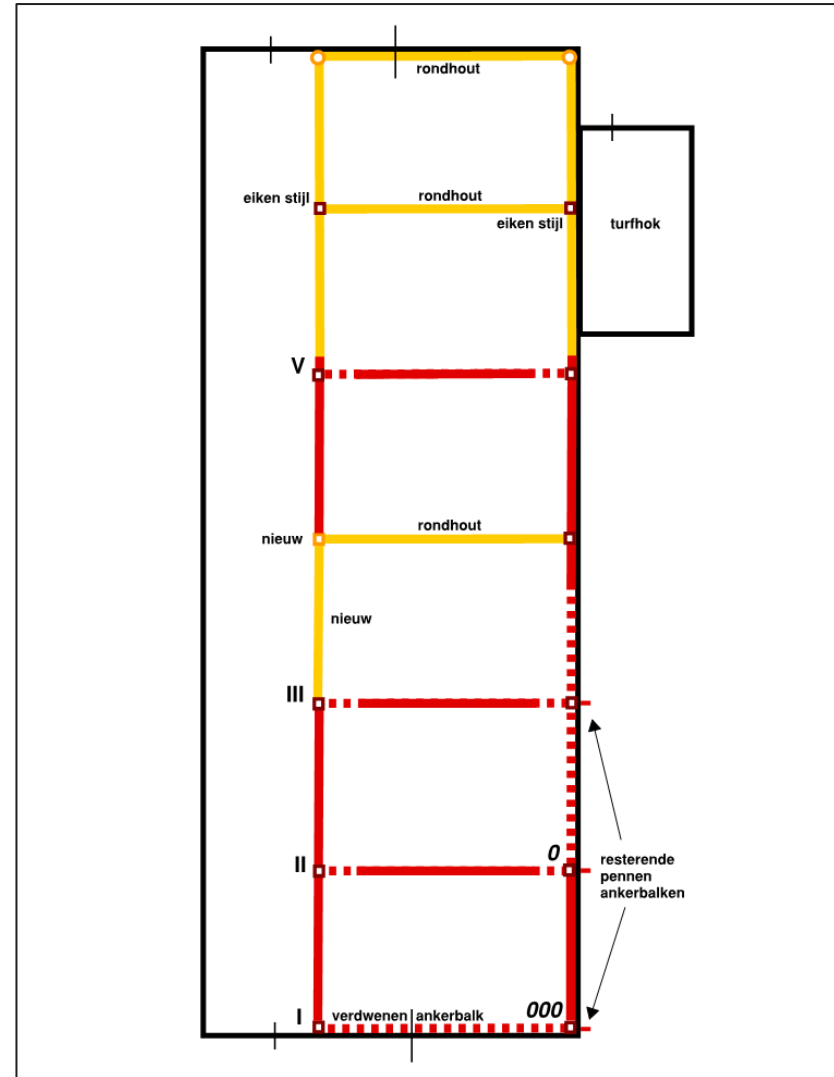 rondhout
eiken stijl
rondhout
eiken stijl
turfhok
V
rondhout
nieuw
nieuw
III
0
II
resterende
pennen
ankerbalken
000
I
verdwenen ankerbalk